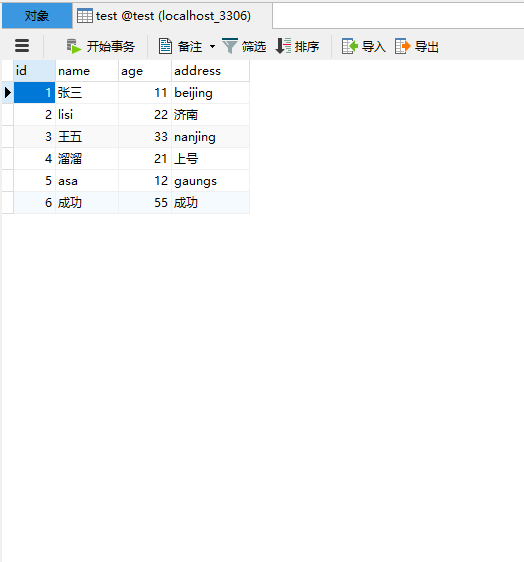 对象 test @test (localhost_3306)
开始事务 备注 筛选 排序 导入 导出
id name age address
1 张三 11 beijing
2 lisi 22 济南
3 王五 33 nanjing
4 溜溜 21 上号
5 asa 12 gaungs
6 成功 55 成功